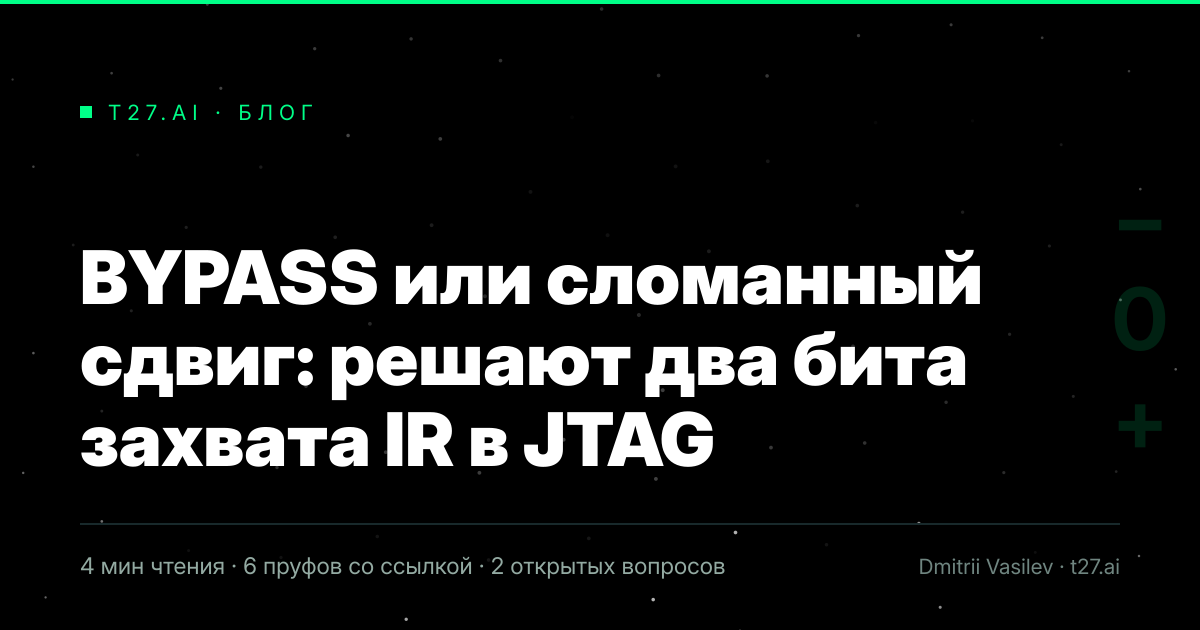 T27.AI · БЛОГ
BYPASS или сломанный
сдвиг: решают два бита
захвата IR в JTAG
4 мин чтения · 6 пруфов со ссылкой · 2 открытых вопросов
Dmitrii Vasilev · t27.ai
−
0
+